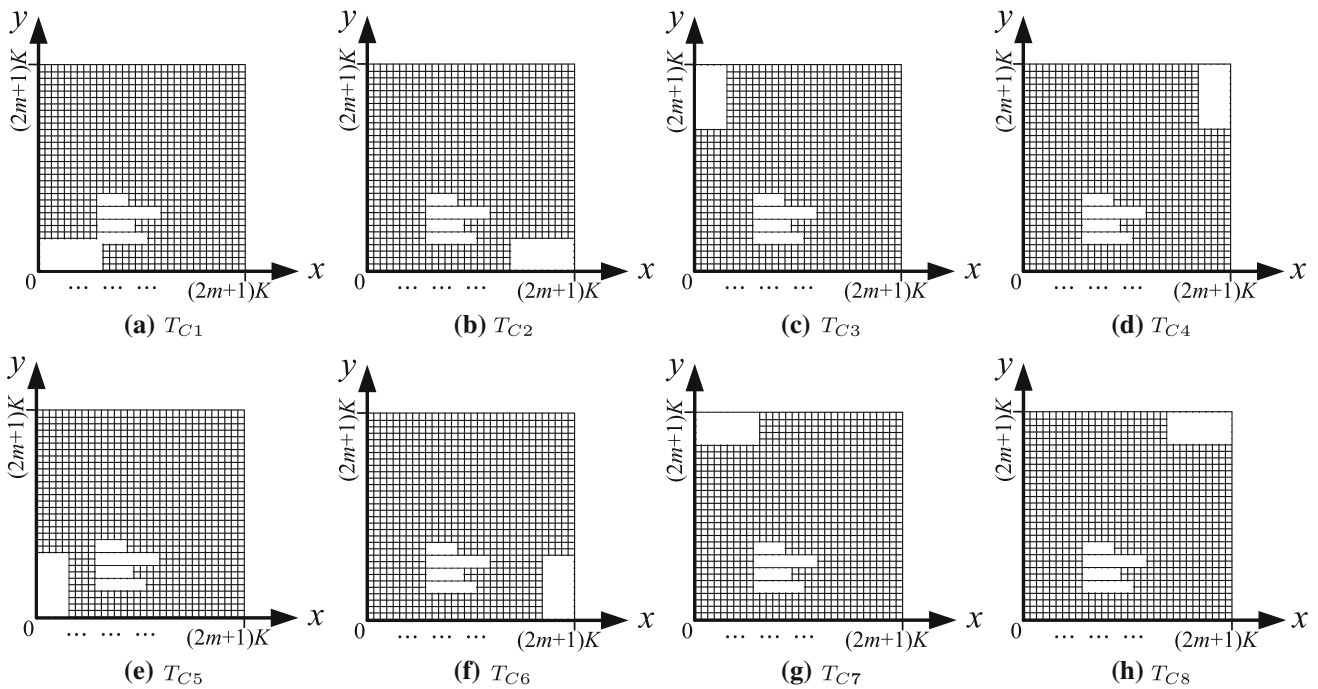 y y y y
(2m+1)K (2m+1)K (2m+1)K (2m+1)K
0 ... ... ... (2m+1)K x 0 ... ... ... (2m+1)K x 0 ... ... ... (2m+1)K x 0 ... ... ... (2m+1)K x
(a) T_{C1} (b) T_{C2} (c) T_{C3} (d) T_{C4}
y y y y
(2m+1)K (2m+1)K (2m+1)K (2m+1)K
0 ... ... ... (2m+1)K x 0 ... ... ... (2m+1)K x 0 ... ... ... (2m+1)K x 0 ... ... ... (2m+1)K x
(e) T_{C5} (f) T_{C6} (g) T_{C7} (h) T_{C8}